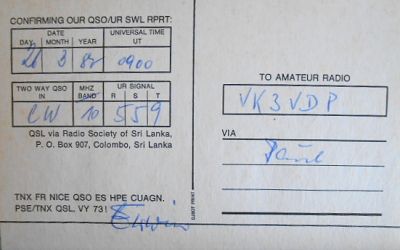 CONFIRMING OUR QSO/UR SWL RPRT:
DATE UNIVERSAL TIME
DAY MONTH YEAR UT
3 0900
TWO WAY QSO MHZ UR SIGNAL
IN BAND R S T
CW 10 5 5 9
QSL via Radio Society of Sri Lanka,
P. O. Box 907, Colombo, Sri Lanka
TNX FR NICE QSO ES HPE CUAGN.
PSE/TNX QSL. VY 73!
TO AMATEUR RADIO
VK3VDP
VIA